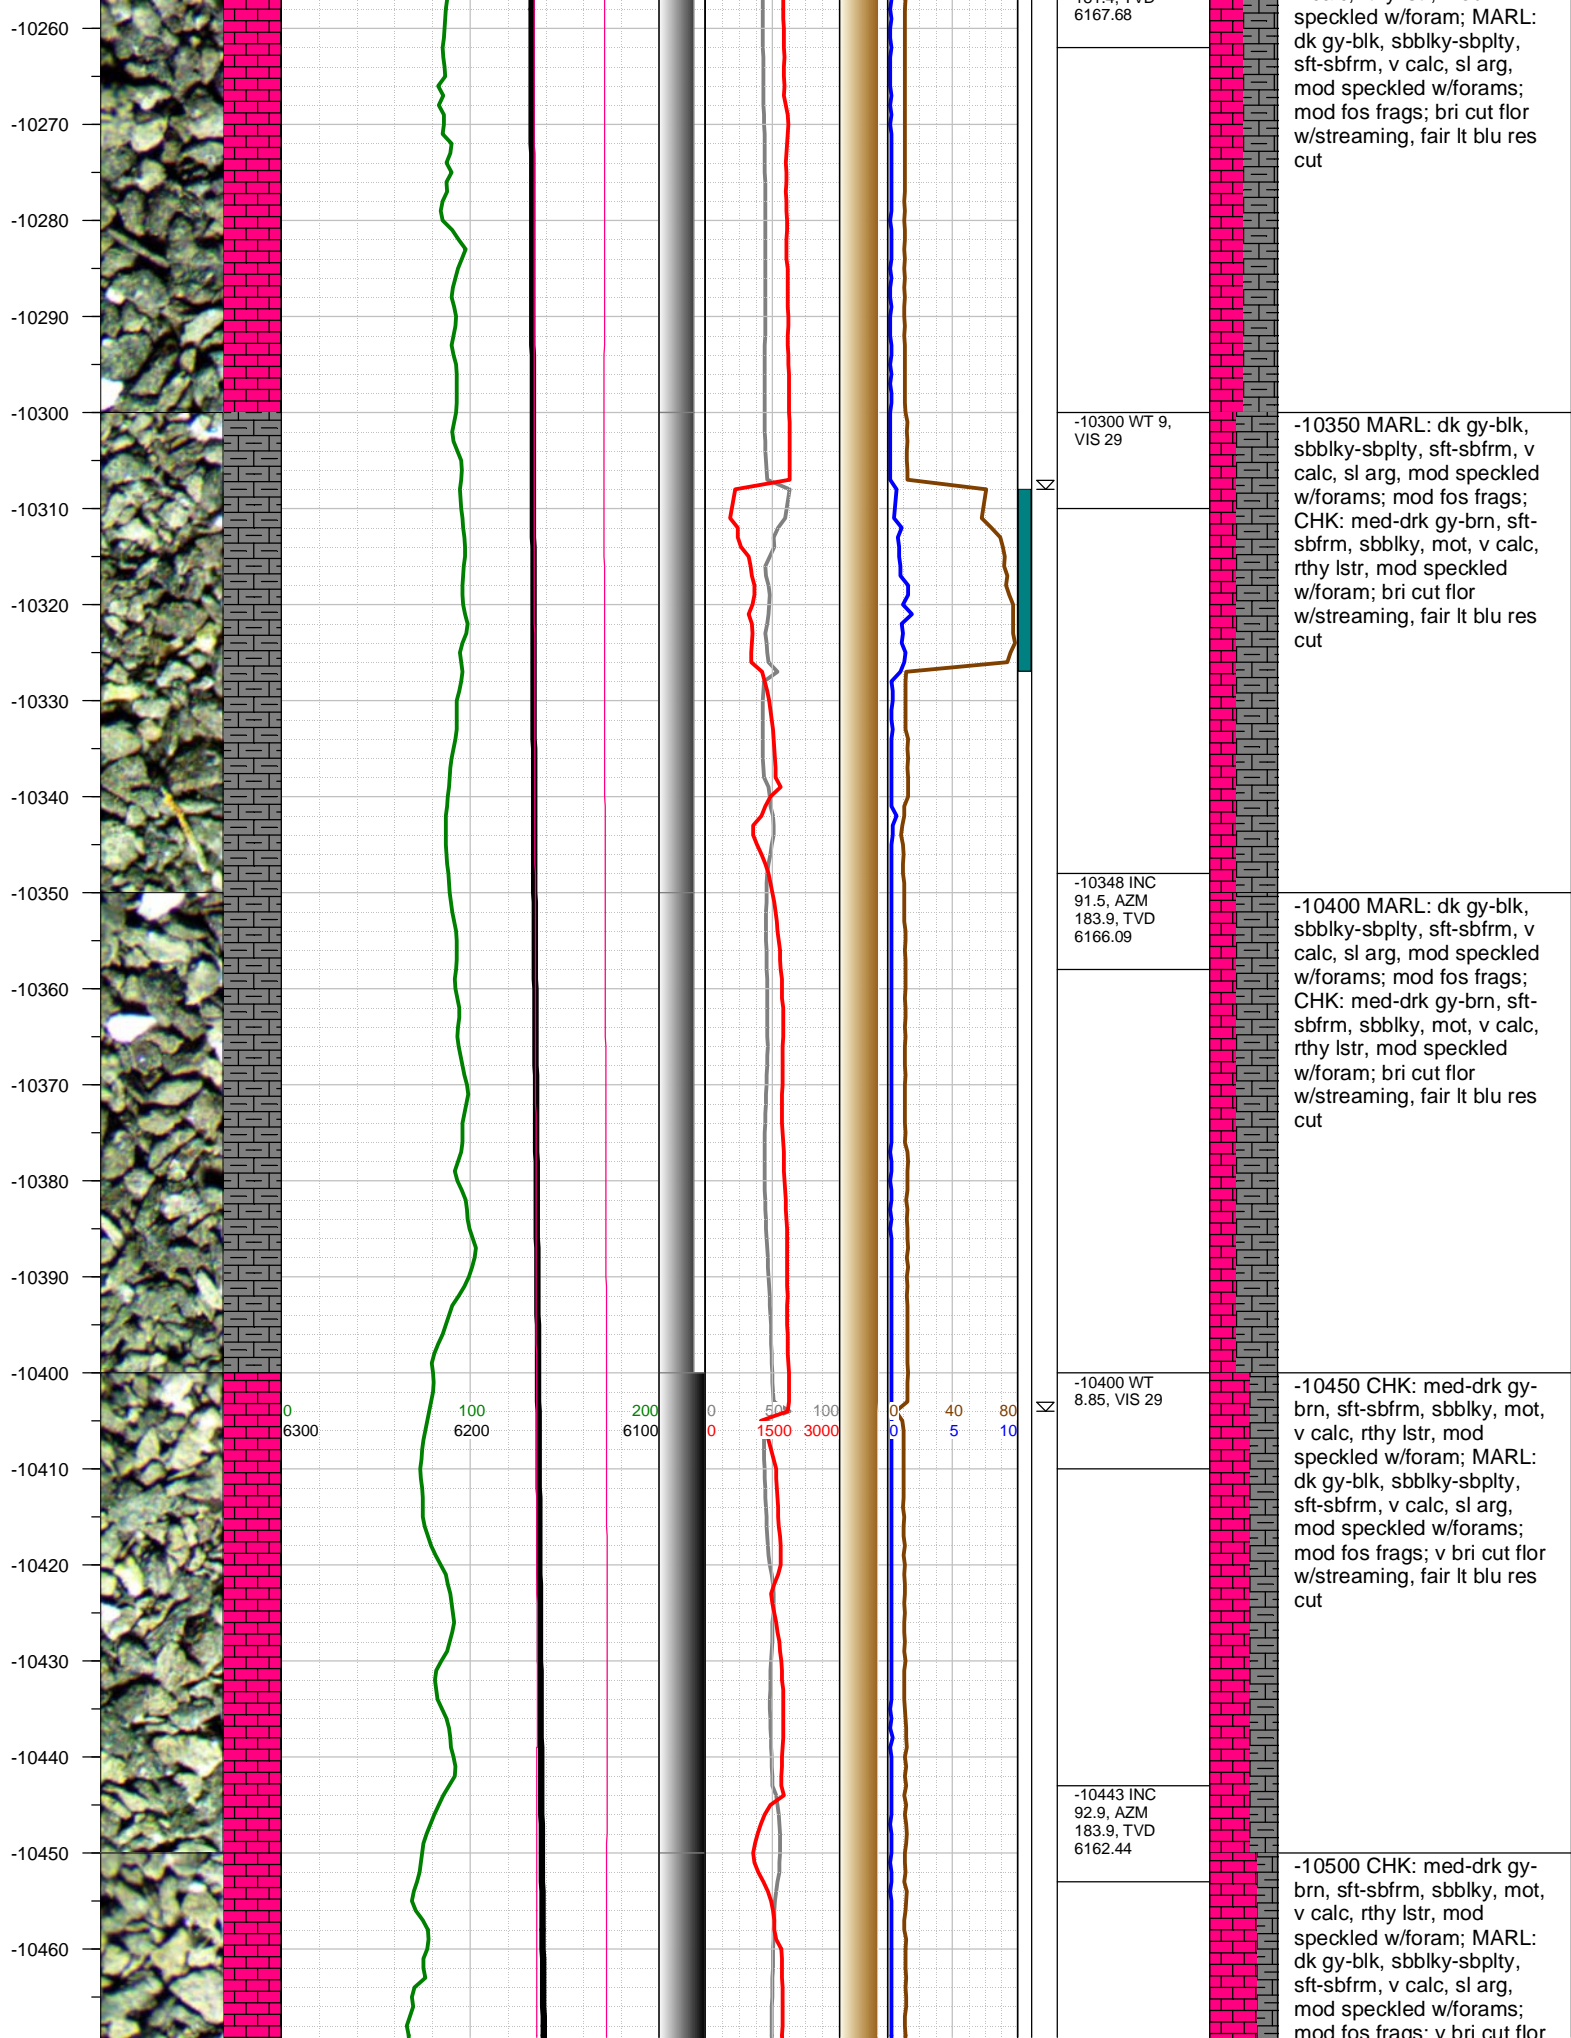 -10260
-10270
-10280
-10290
-10300
-10310
-10320
-10330
-10340
-10350
-10360
-10370
-10380
-10390
-10400
-10410
-10420
-10430
-10440
-10450
-10460
0 100 200
6300 6200 6100
0 50 100
0 1500 3000
0 40 80
0 5 10
6167.68
-10300 WT 9,
VIS 29
-10348 INC
91.5, AZM
183.9, TVD
6166.09
-10400 WT
8.85, VIS 29
-10443 INC
92.9, AZM
183.9, TVD
6162.44
speckled w/foram; MARL:
dk gy-blk, sbblky-sbplty,
sft-sbfrm, v calc, sl arg,
mod speckled w/forams;
mod fos frags; bri cut flor
w/streaming, fair lt blu res
cut
-10350 MARL: dk gy-blk,
sbblky-sbplty, sft-sbfrm, v
calc, sl arg, mod speckled
w/forams; mod fos frags;
CHK: med-drk gy-brn, sft-
sbfrm, sbblky, mot, v calc,
rthy lstr, mod speckled
w/foram; bri cut flor
w/streaming, fair lt blu res
cut
-10400 MARL: dk gy-blk,
sbblky-sbplty, sft-sbfrm, v
calc, sl arg, mod speckled
w/forams; mod fos frags;
CHK: med-drk gy-brn, sft-
sbfrm, sbblky, mot, v calc,
rthy lstr, mod speckled
w/foram; bri cut flor
w/streaming, fair lt blu res
cut
-10450 CHK: med-drk gy-
brn, sft-sbfrm, sbblky, mot,
v calc, rthy lstr, mod
speckled w/foram; MARL:
dk gy-blk, sbblky-sbplty,
sft-sbfrm, v calc, sl arg,
mod speckled w/forams;
mod fos frags; v bri cut flor
w/streaming, fair lt blu res
cut
-10500 CHK: med-drk gy-
brn, sft-sbfrm, sbblky, mot,
v calc, rthy lstr, mod
speckled w/foram; MARL:
dk gy-blk, sbblky-sbplty,
sft-sbfrm, v calc, sl arg,
mod speckled w/forams;
mod fos frags; v bri cut flor